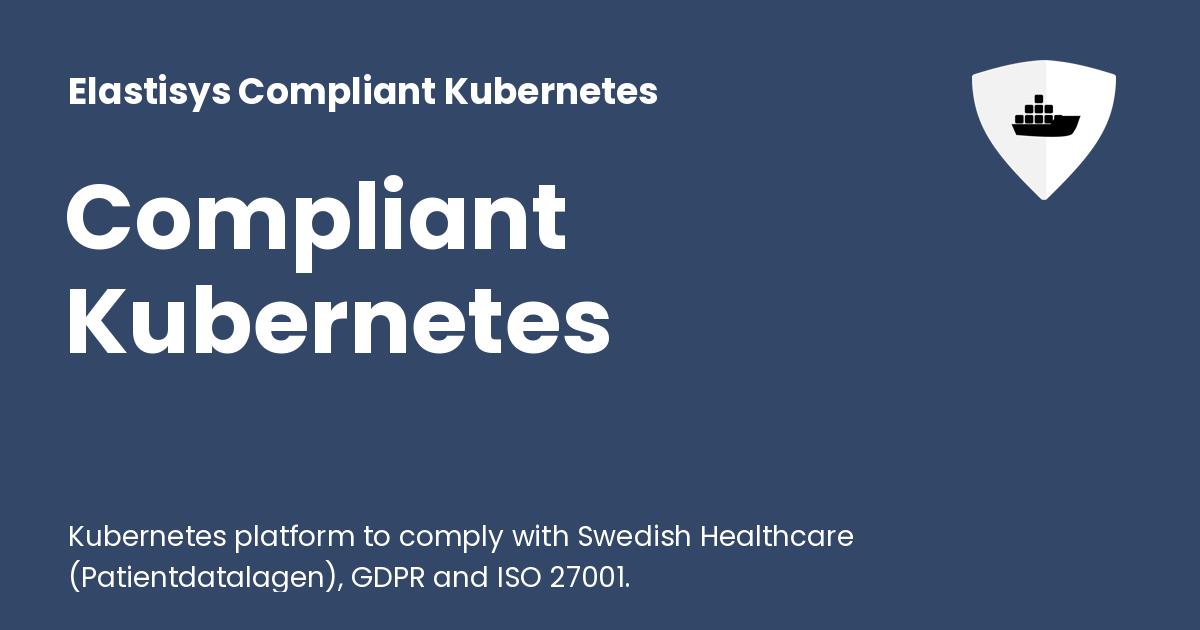 Elastisys Compliant Kubernetes
Compliant
Kubernetes
Kubernetes platform to comply with Swedish Healthcare
(Patientdatalagen), GDPR and ISO 27001.